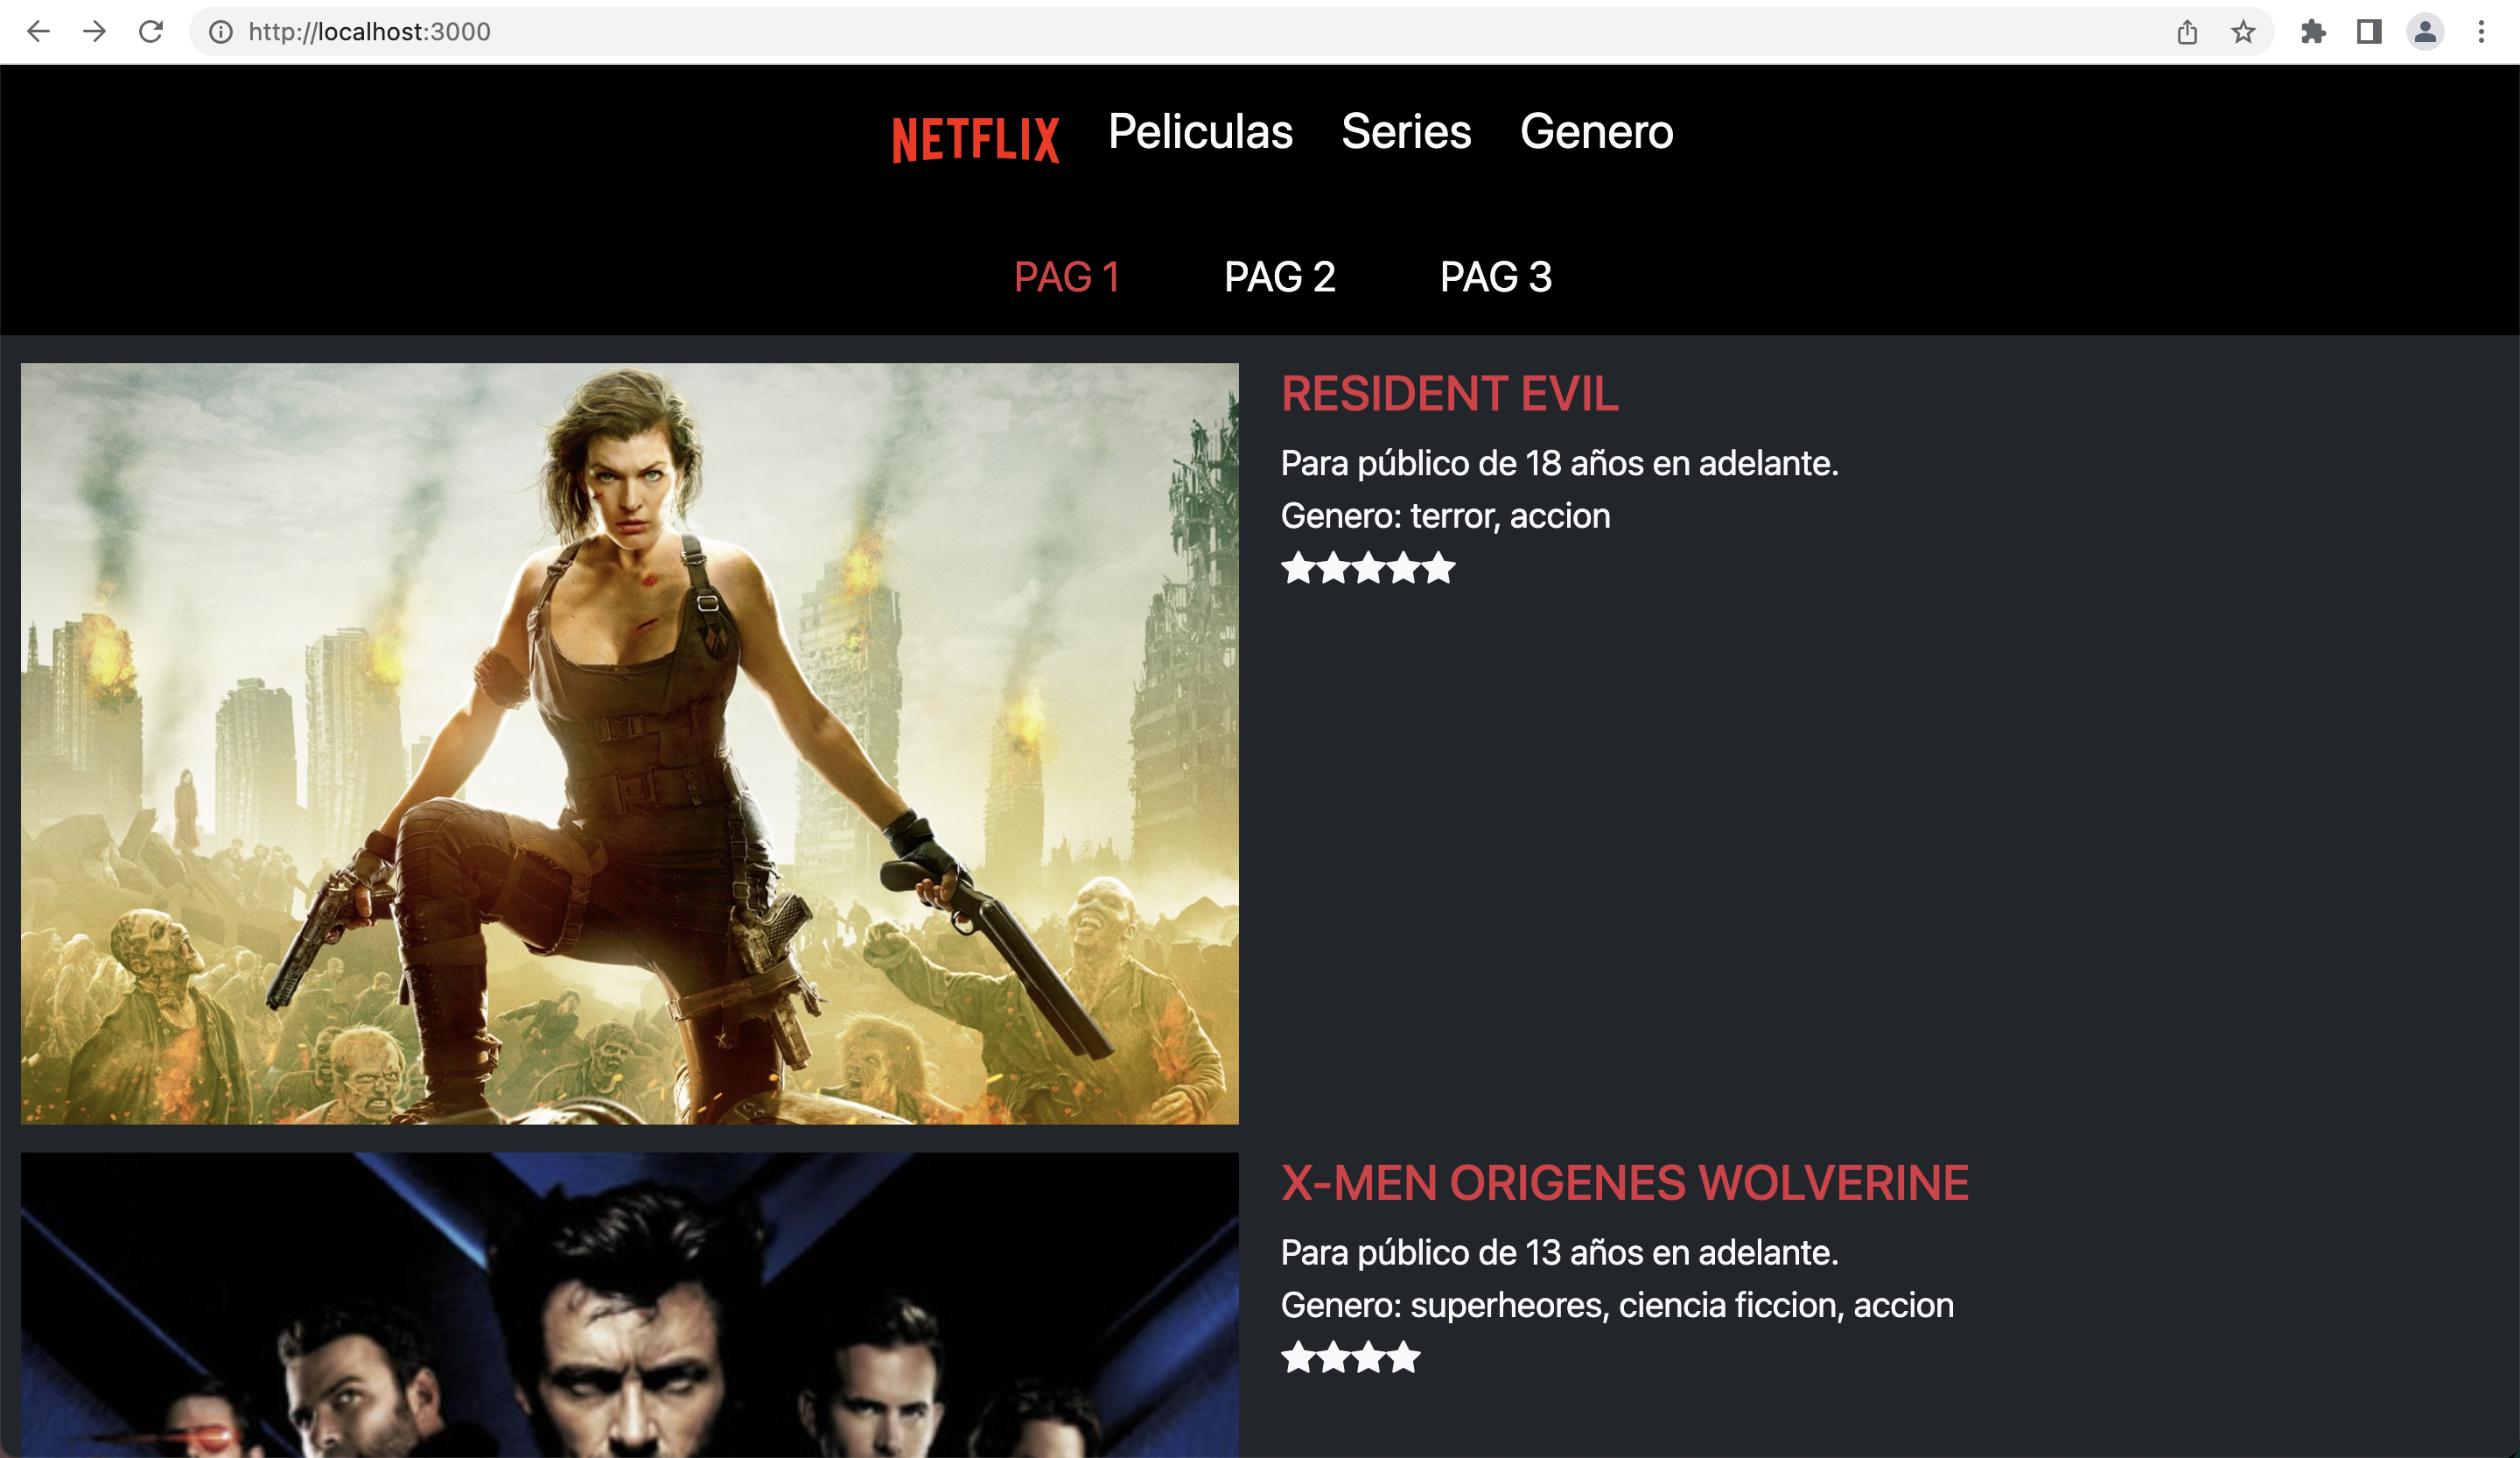 http://localhost:3000
NETFLIX Peliculas Series Genero
PAG 1 PAG 2 PAG 3
RESIDENT EVIL
Para público de 18 años en adelante.
Genero: terror, accion
X-MEN ORIGENES WOLVERINE
Para público de 13 años en adelante.
Genero: superheores, ciencia ficcion, accion